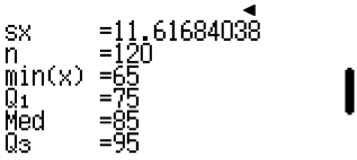 sx =11.61684038
n =120
min(x) =65
Q₁ =75
Med =85
Q₃ =95